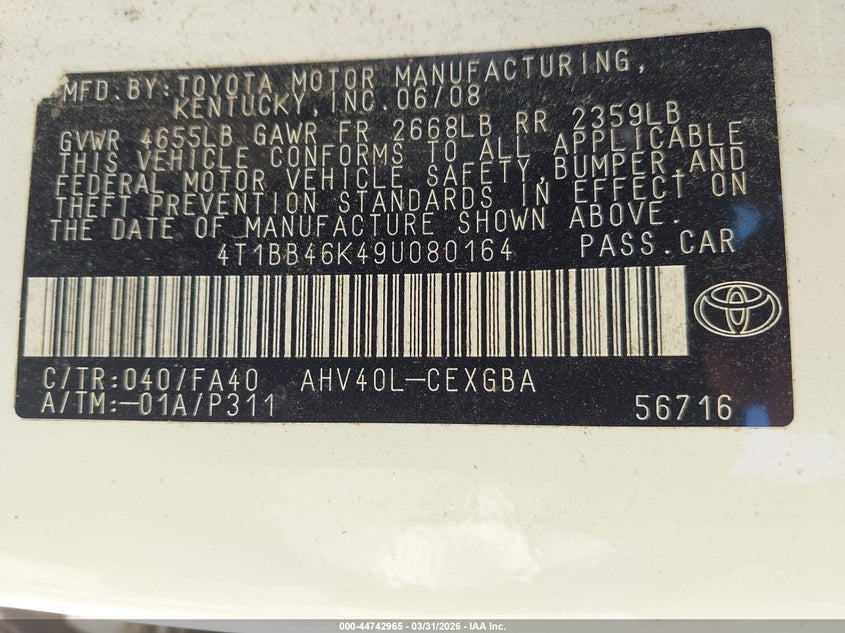 MFD. BY: TOYOTA MOTOR MANUFACTURING,
KENTUCKY, INC. 06/08
GVWR 4655LB GAWR FR 2668LB RR 2359LB
THIS VEHICLE CONFORMS TO ALL APPLICABLE
FEDERAL MOTOR VEHICLE SAFETY, BUMPER, AND
THEFT PREVENTION STANDARDS IN EFFECT ON
THE DATE OF MANUFACTURE SHOWN ABOVE.
4T1BB46K49U080164 PASS. CAR
C/TR: 040/FA40 AHV40L-CEXGBA
A/TM: -01A/P311 56716
000-44742965 - 03/31/2026 - IAA Inc.